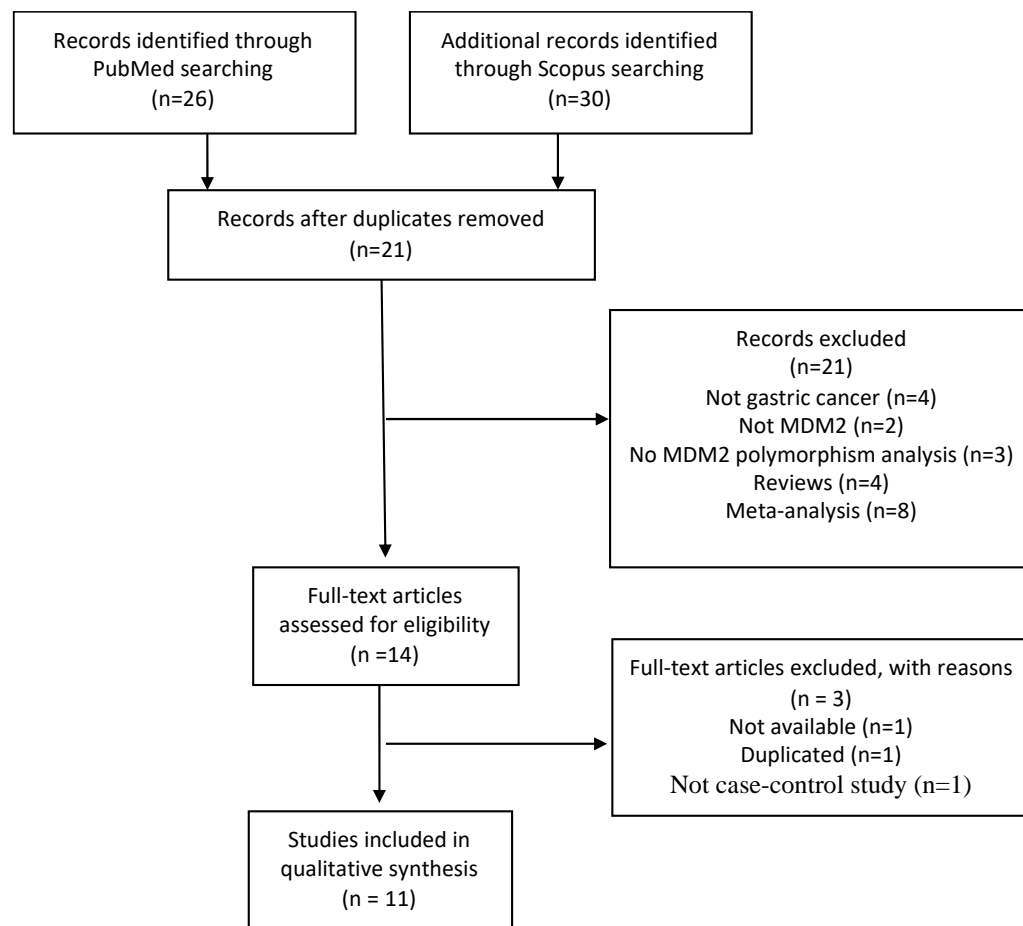 Records identified through
PubMed searching
(n=26)
Additional records identified
through Scopus searching
(n=30)
Records after duplicates removed
(n=21)
Records excluded
(n=21)
Not gastric cancer (n=4)
Not MDM2 (n=2)
No MDM2 polymorphism analysis (n=3)
Reviews (n=4)
Meta-analysis (n=8)
Full-text articles
assessed for eligibility
(n =14)
Full-text articles excluded, with reasons
(n = 3)
Not available (n=1)
Duplicated (n=1)
Not case-control study (n=1)
Studies included in
qualitative synthesis
(n = 11)